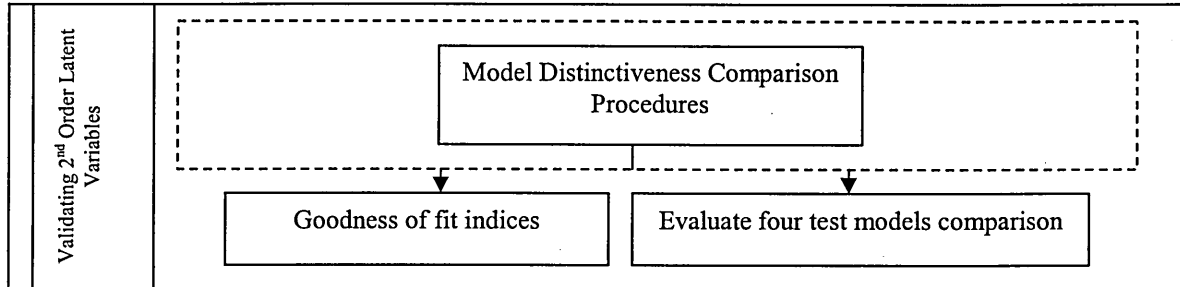 Validating 2nd Order Latent
Variables
Model Distinctiveness Comparison
Procedures
Goodness of fit indices
Evaluate four test models comparison